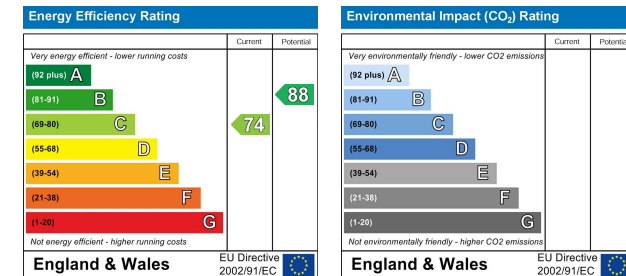 Energy Efficiency Rating
Current Potential
Very energy efficient - lower running costs
(92 plus) A
(81-91) B
(69-80) C
(55-68) D
(39-54) E
(21-38) F
(1-20) G
88
74
Not energy efficient - higher running costs
England & Wales
EU Directive
2002/91/EC
Environmental Impact (CO₂) Rating
Current Potential
Very environmentally friendly - lower CO2 emissions
(92 plus) A
(81-91) B
(69-80) C
(55-68) D
(39-54) E
(21-38) F
(1-20) G
Not environmentally friendly - higher CO2 emissions
England & Wales
EU Directive
2002/91/EC